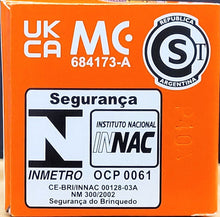 UK
CA
MC
684173-A
REPUBLICA
S
ARGENTINA
Segurança
N
INMETRO
INSTITUTO NACIONAL
INNAC
OCP 0061
CE-BRI/INNAC 00128-03A
NM 300/2002
Segurança do Brinquedo